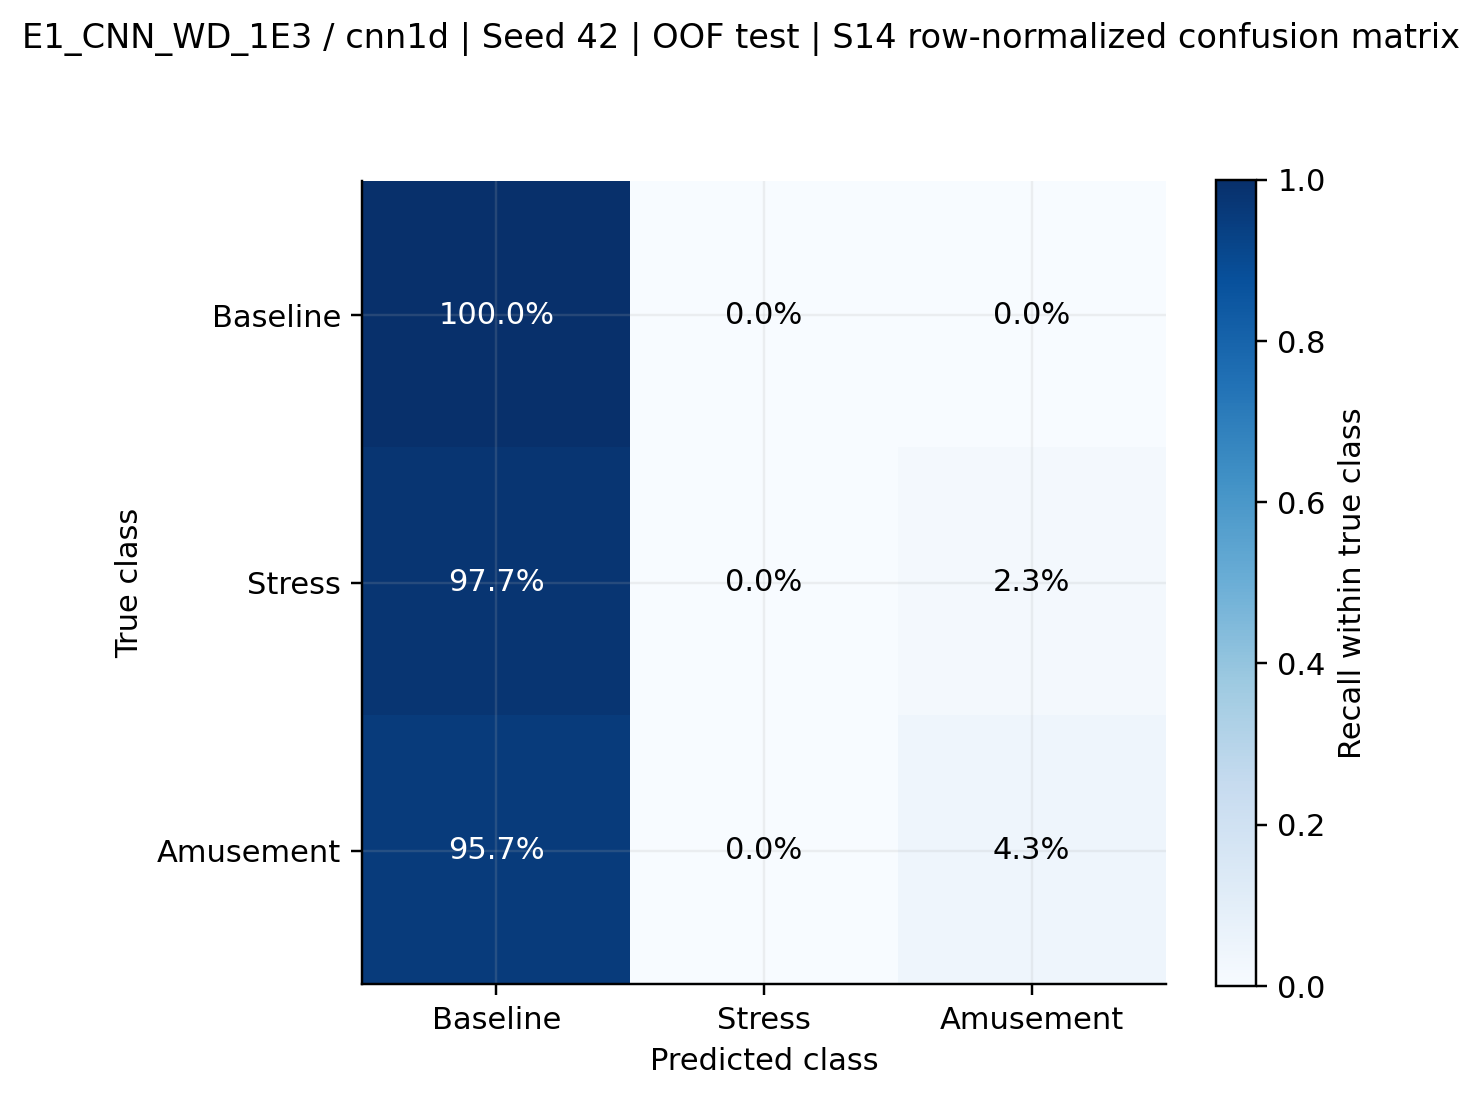 E1_CNN_WD_1E3 / cnn1d | Seed 42 | OOF test | S14 row-normalized confusion matrix
Baseline 100.0% 0.0% 0.0%
Stress 97.7% 0.0% 2.3%
Amusement 95.7% 0.0% 4.3%
Baseline Stress Amusement
Predicted class
True class
1.0
0.8
0.6
0.4
0.2
0.0
Recall within true class